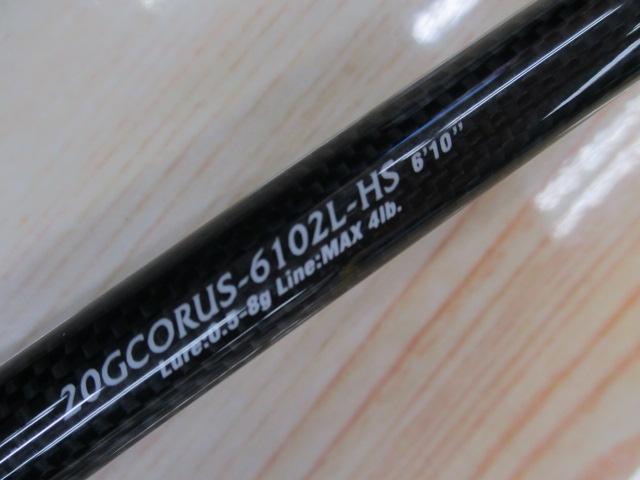 20GCORUS-6102L-HS 6'10"
Lure:0.5-8g Line:MAX 4lb.